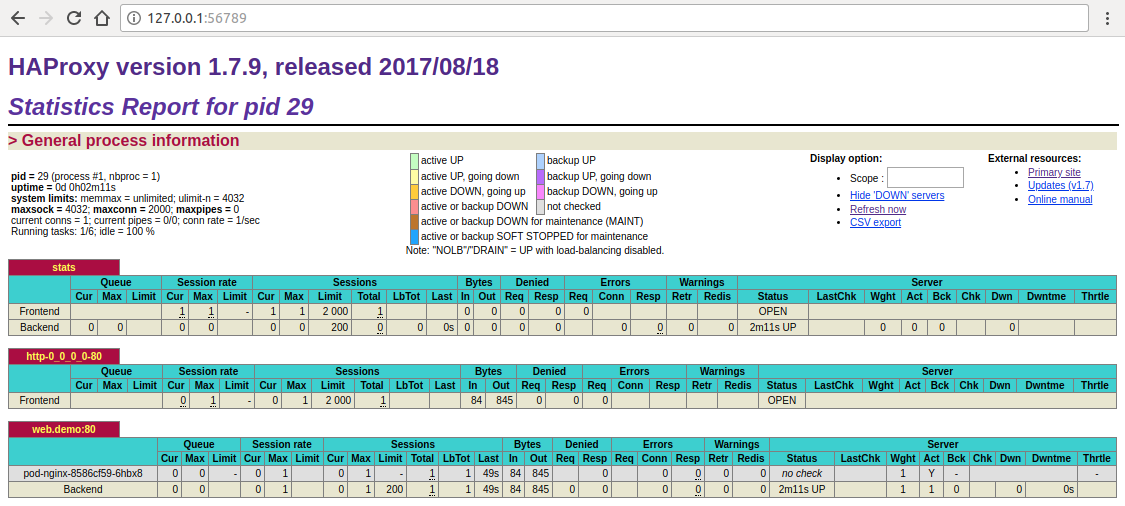 127.0.0.1:56789
HAProxy version 1.7.9, released 2017/08/18
Statistics Report for pid 29
> General process information
pid = 29 (process #1, nbproc = 1)
uptime = 0d 0h02m11s
system limits: memmax = unlimited; ulimit-n = 4032
maxsock = 4032; maxconn = 2000; maxpipes = 0
current conns = 1; current pipes = 0/0; conn rate = 1/sec
Running tasks: 1/6; idle = 100 %
active UP backup UP
active UP, going down backup UP, going down
active DOWN, going up backup DOWN, going up
active or backup DOWN not checked
active or backup DOWN for maintenance (MAINT)
active or backup SOFT STOPPED for maintenance
Note: "NOLB"/"DRAIN" = UP with load-balancing disabled.
Display option:
Scope :
Hide 'DOWN' servers
Refresh now
CSV export
External resources:
Primary site
Updates (v1.7)
Online manual
stats
Queue Session rate Sessions Bytes Denied Errors Warnings Server
Cur Max Limit Cur Max Limit Cur Max Limit Total LbTot Last In Out Req Resp Req Conn Resp Retr Redis Status LastChk Wght Act Bck Chk Dwn Dwntme Thrtle
Frontend 1 1 - 1 1 2 000 1 0 0 0 0 0 OPEN
Backend 0 0 0 0 0 0 200 0 0 0s 0 0 0 0 0 0 0 0 2m11s UP 0 0 0 0
http-0_0_0_0-80
Queue Session rate Sessions Bytes Denied Errors Warnings Server
Cur Max Limit Cur Max Limit Cur Max Limit Total LbTot Last In Out Req Resp Req Conn Resp Retr Redis Status LastChk Wght Act Bck Chk Dwn Dwntme Thrtle
Frontend 0 1 - 0 1 2 000 1 84 845 0 0 0 OPEN
web.demo:80
Queue Session rate Sessions Bytes Denied Errors Warnings Server
Cur Max Limit Cur Max Limit Cur Max Limit Total LbTot Last In Out Req Resp Req Conn Resp Retr Redis Status LastChk Wght Act Bck Chk Dwn Dwntme Thrtle
pod-nginx-8586cf59-6hbx8 0 0 - 0 1 0 1 - 1 1 49s 84 845 0 0 0 0 0 no check 1 Y - -
Backend 0 0 0 1 0 1 200 1 1 49s 84 845 0 0 0 0 0 0 2m11s UP 1 1 0 0 0s